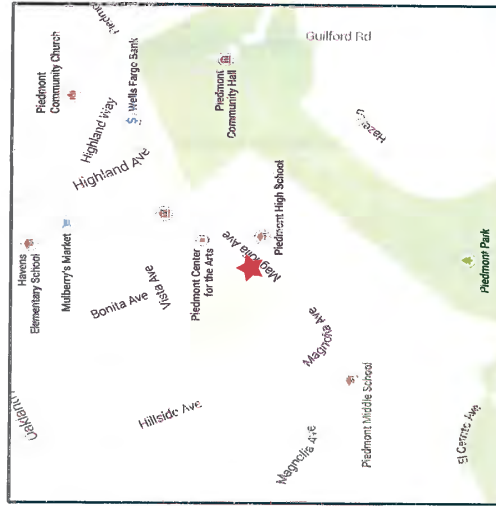 Piedmont
Community Church
Highland Way
Wells Fargo Bank
Guilford Rd
Piedmont
Community Hall
Highland Ave
Havens
Elementary School
Mulberry's Market
Bonita Ave
Vista Ave
Piedmont Center
for the Arts
Magnolia Ave
Piedmont High School
Hillside Ave
Magnolia Ave
Magnolia Ave
Piedmont Middle School
El Cerrito Ave
Piedmont Park